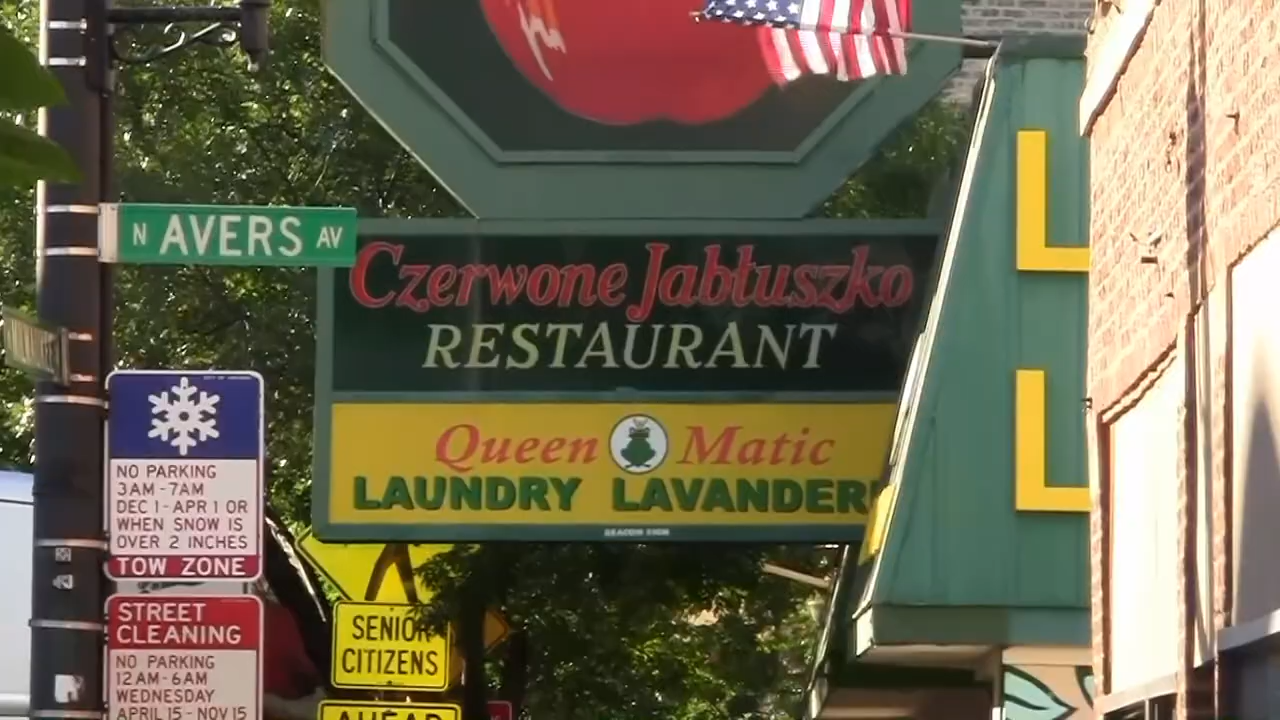 N AVERS AV
Czerwone Jabłuszko
RESTAURANT
Queen Matic
LAUNDRY LAVANDER
BEACON SIGN
NO PARKING
3AM-7AM
DEC 1-APR 1 OR
WHEN SNOW IS
OVER 2 INCHES
TOW ZONE
STREET
CLEANING
NO PARKING
12AM-6AM
WEDNESDAY
APRIL 15-NOV 15
SENIOR
CITIZENS
AHEAD
L
L